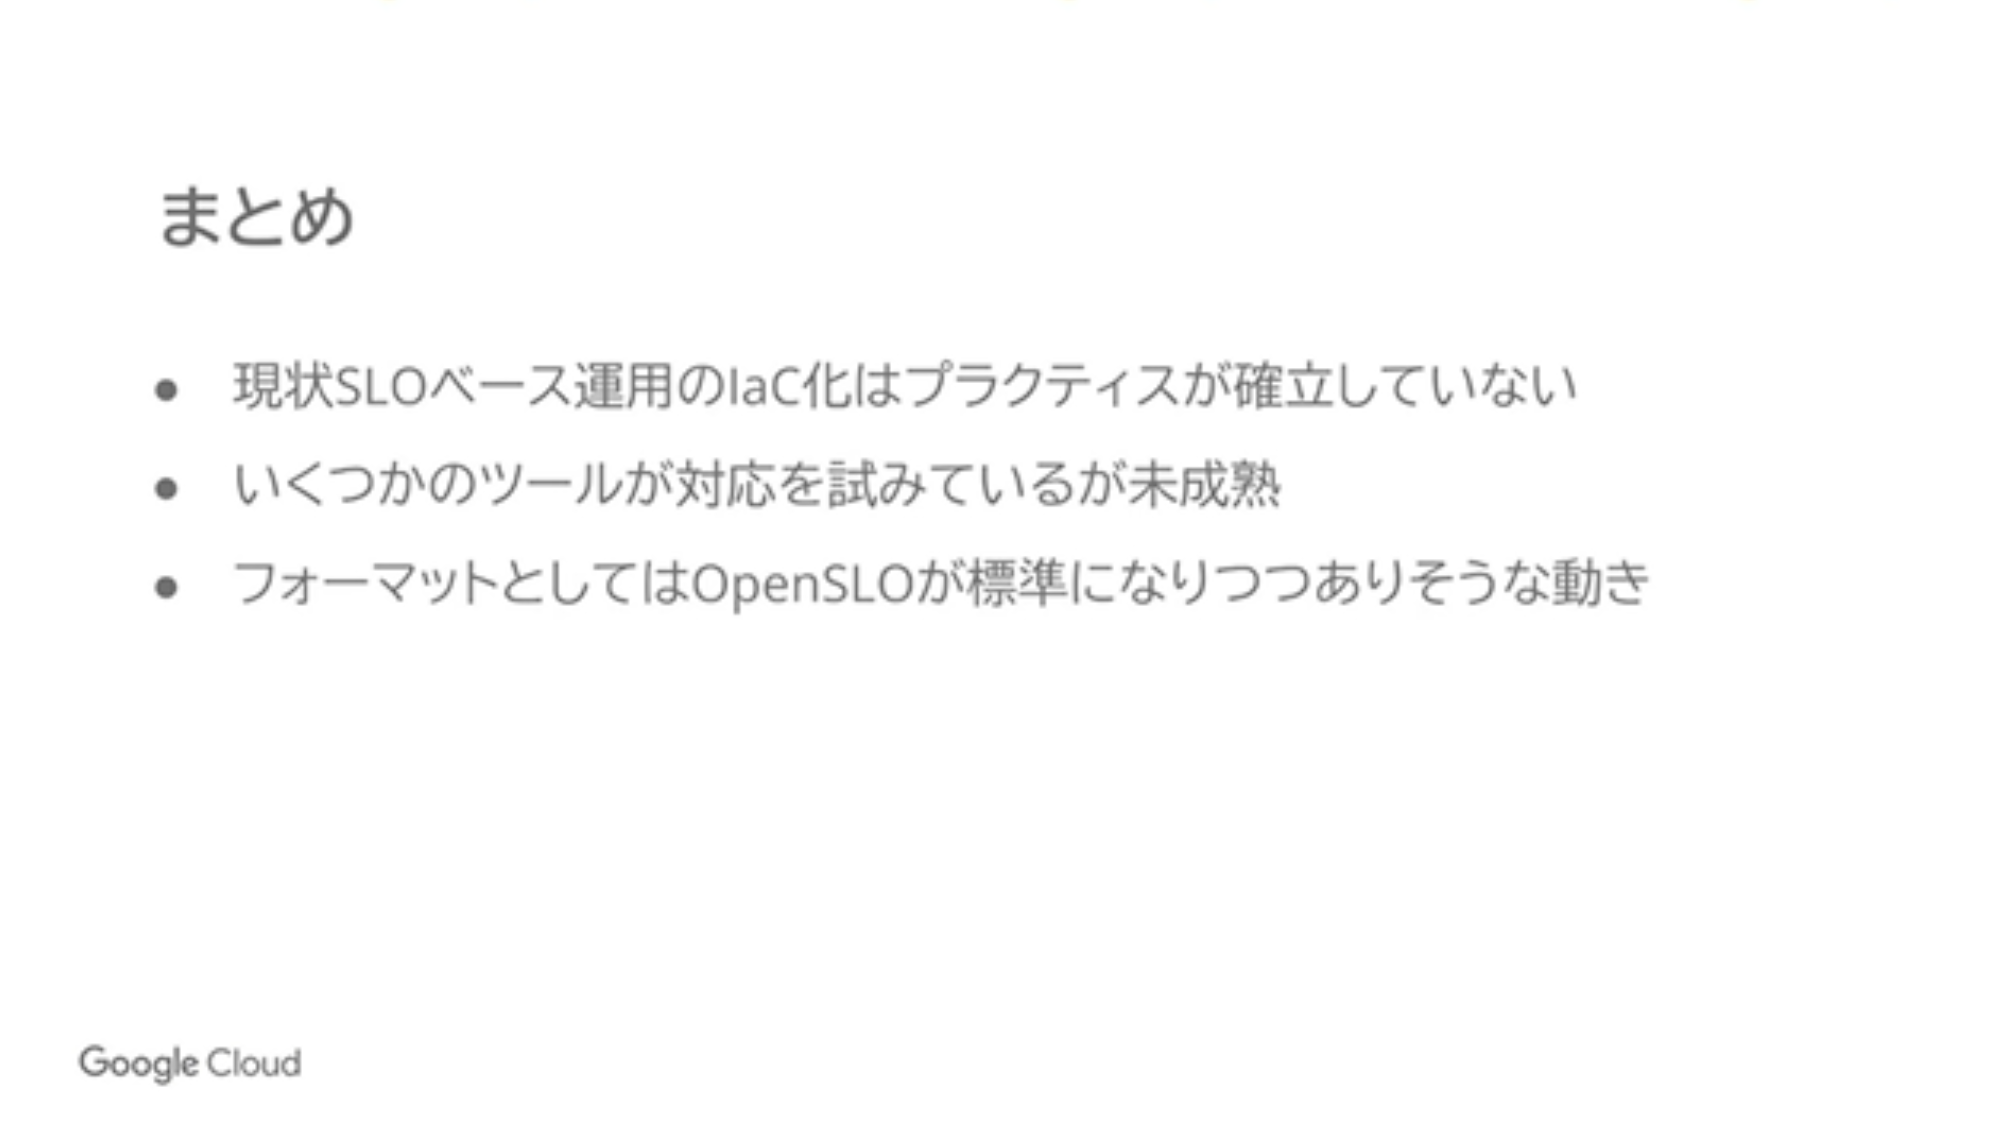 まとめ
● 現状SLOベース運用のIaC化はプラクティスが確立していない
● いくつかのツールが対応を試みているが未成熟
● フォーマットとしてはOpenSLOが標準になりつつありそうな動き
Google Cloud